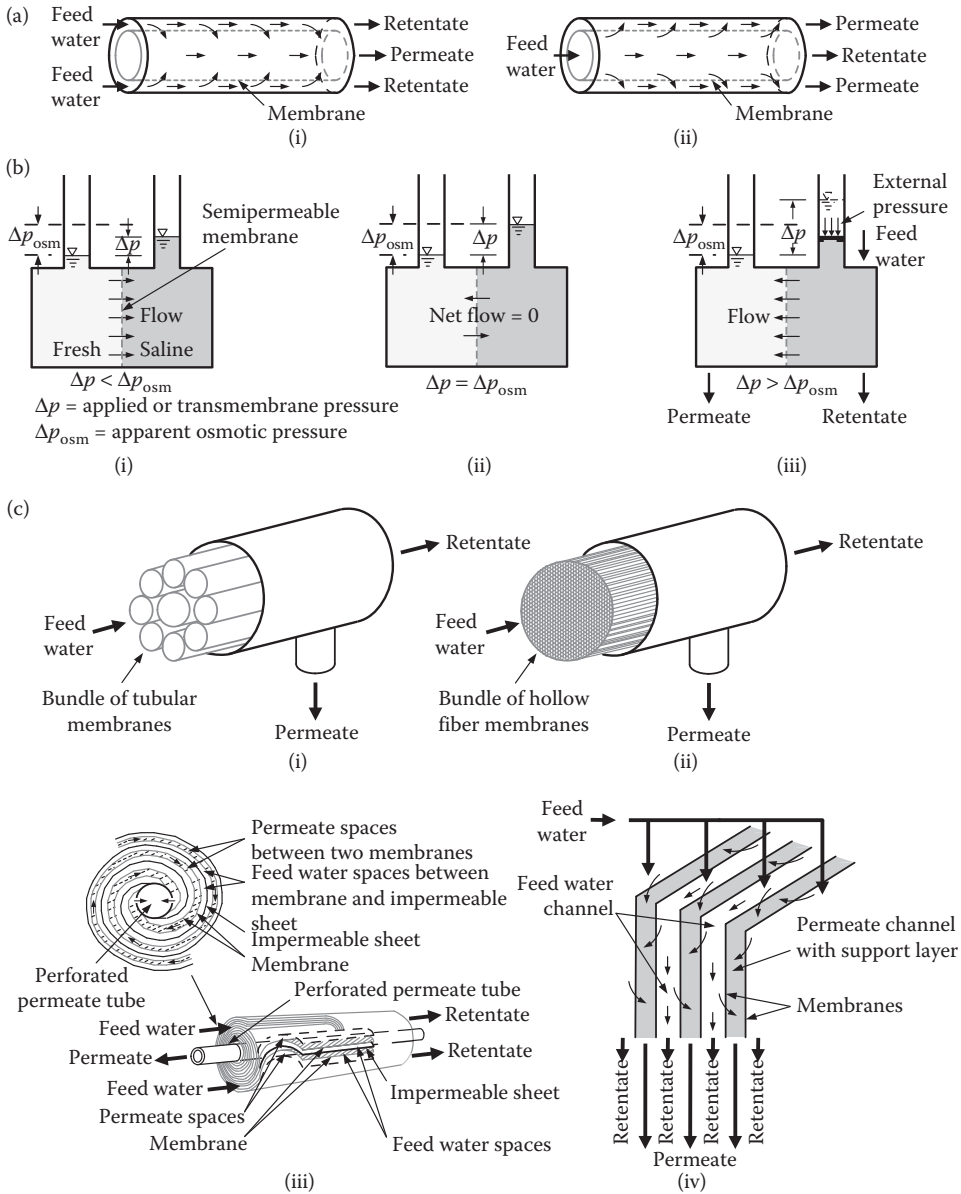 (a)
Feed
water
Feed
water
Retentate
Permeate
Retentate
Membrane
(i)
Feed
water
Permeate
Retentate
Permeate
Membrane
(ii)
(b)
Δp_osm
Δp
Semipermeable
membrane
Flow
Fresh
Saline
Δp < Δp_osm
Δp = applied or transmembrane pressure
Δp_osm = apparent osmotic pressure
(i)
Δp_osm
Δp
Net flow = 0
Δp = Δp_osm
(ii)
Δp_osm
Δp
External
pressure
Feed
water
Flow
Δp > Δp_osm
Permeate
Retentate
(iii)
(c)
Feed
water
Retentate
Bundle of tubular
membranes
Permeate
(i)
Feed
water
Retentate
Bundle of hollow
fiber membranes
Permeate
(ii)
Permeate spaces
between two membranes
Feed water spaces between
membrane and impermeable
sheet
Impermeable sheet
Membrane
Perforated
permeate tube
Perforated permeate tube
Feed water
Permeate
Feed water
Retentate
Retentate
Impermeable sheet
Permeate spaces
Membrane
Feed water spaces
(iii)
Feed
water
Feed water
channel
Permeate channel
with support layer
Membranes
Retentate
Retentate
Retentate
Retentate
Permeate
(iv)